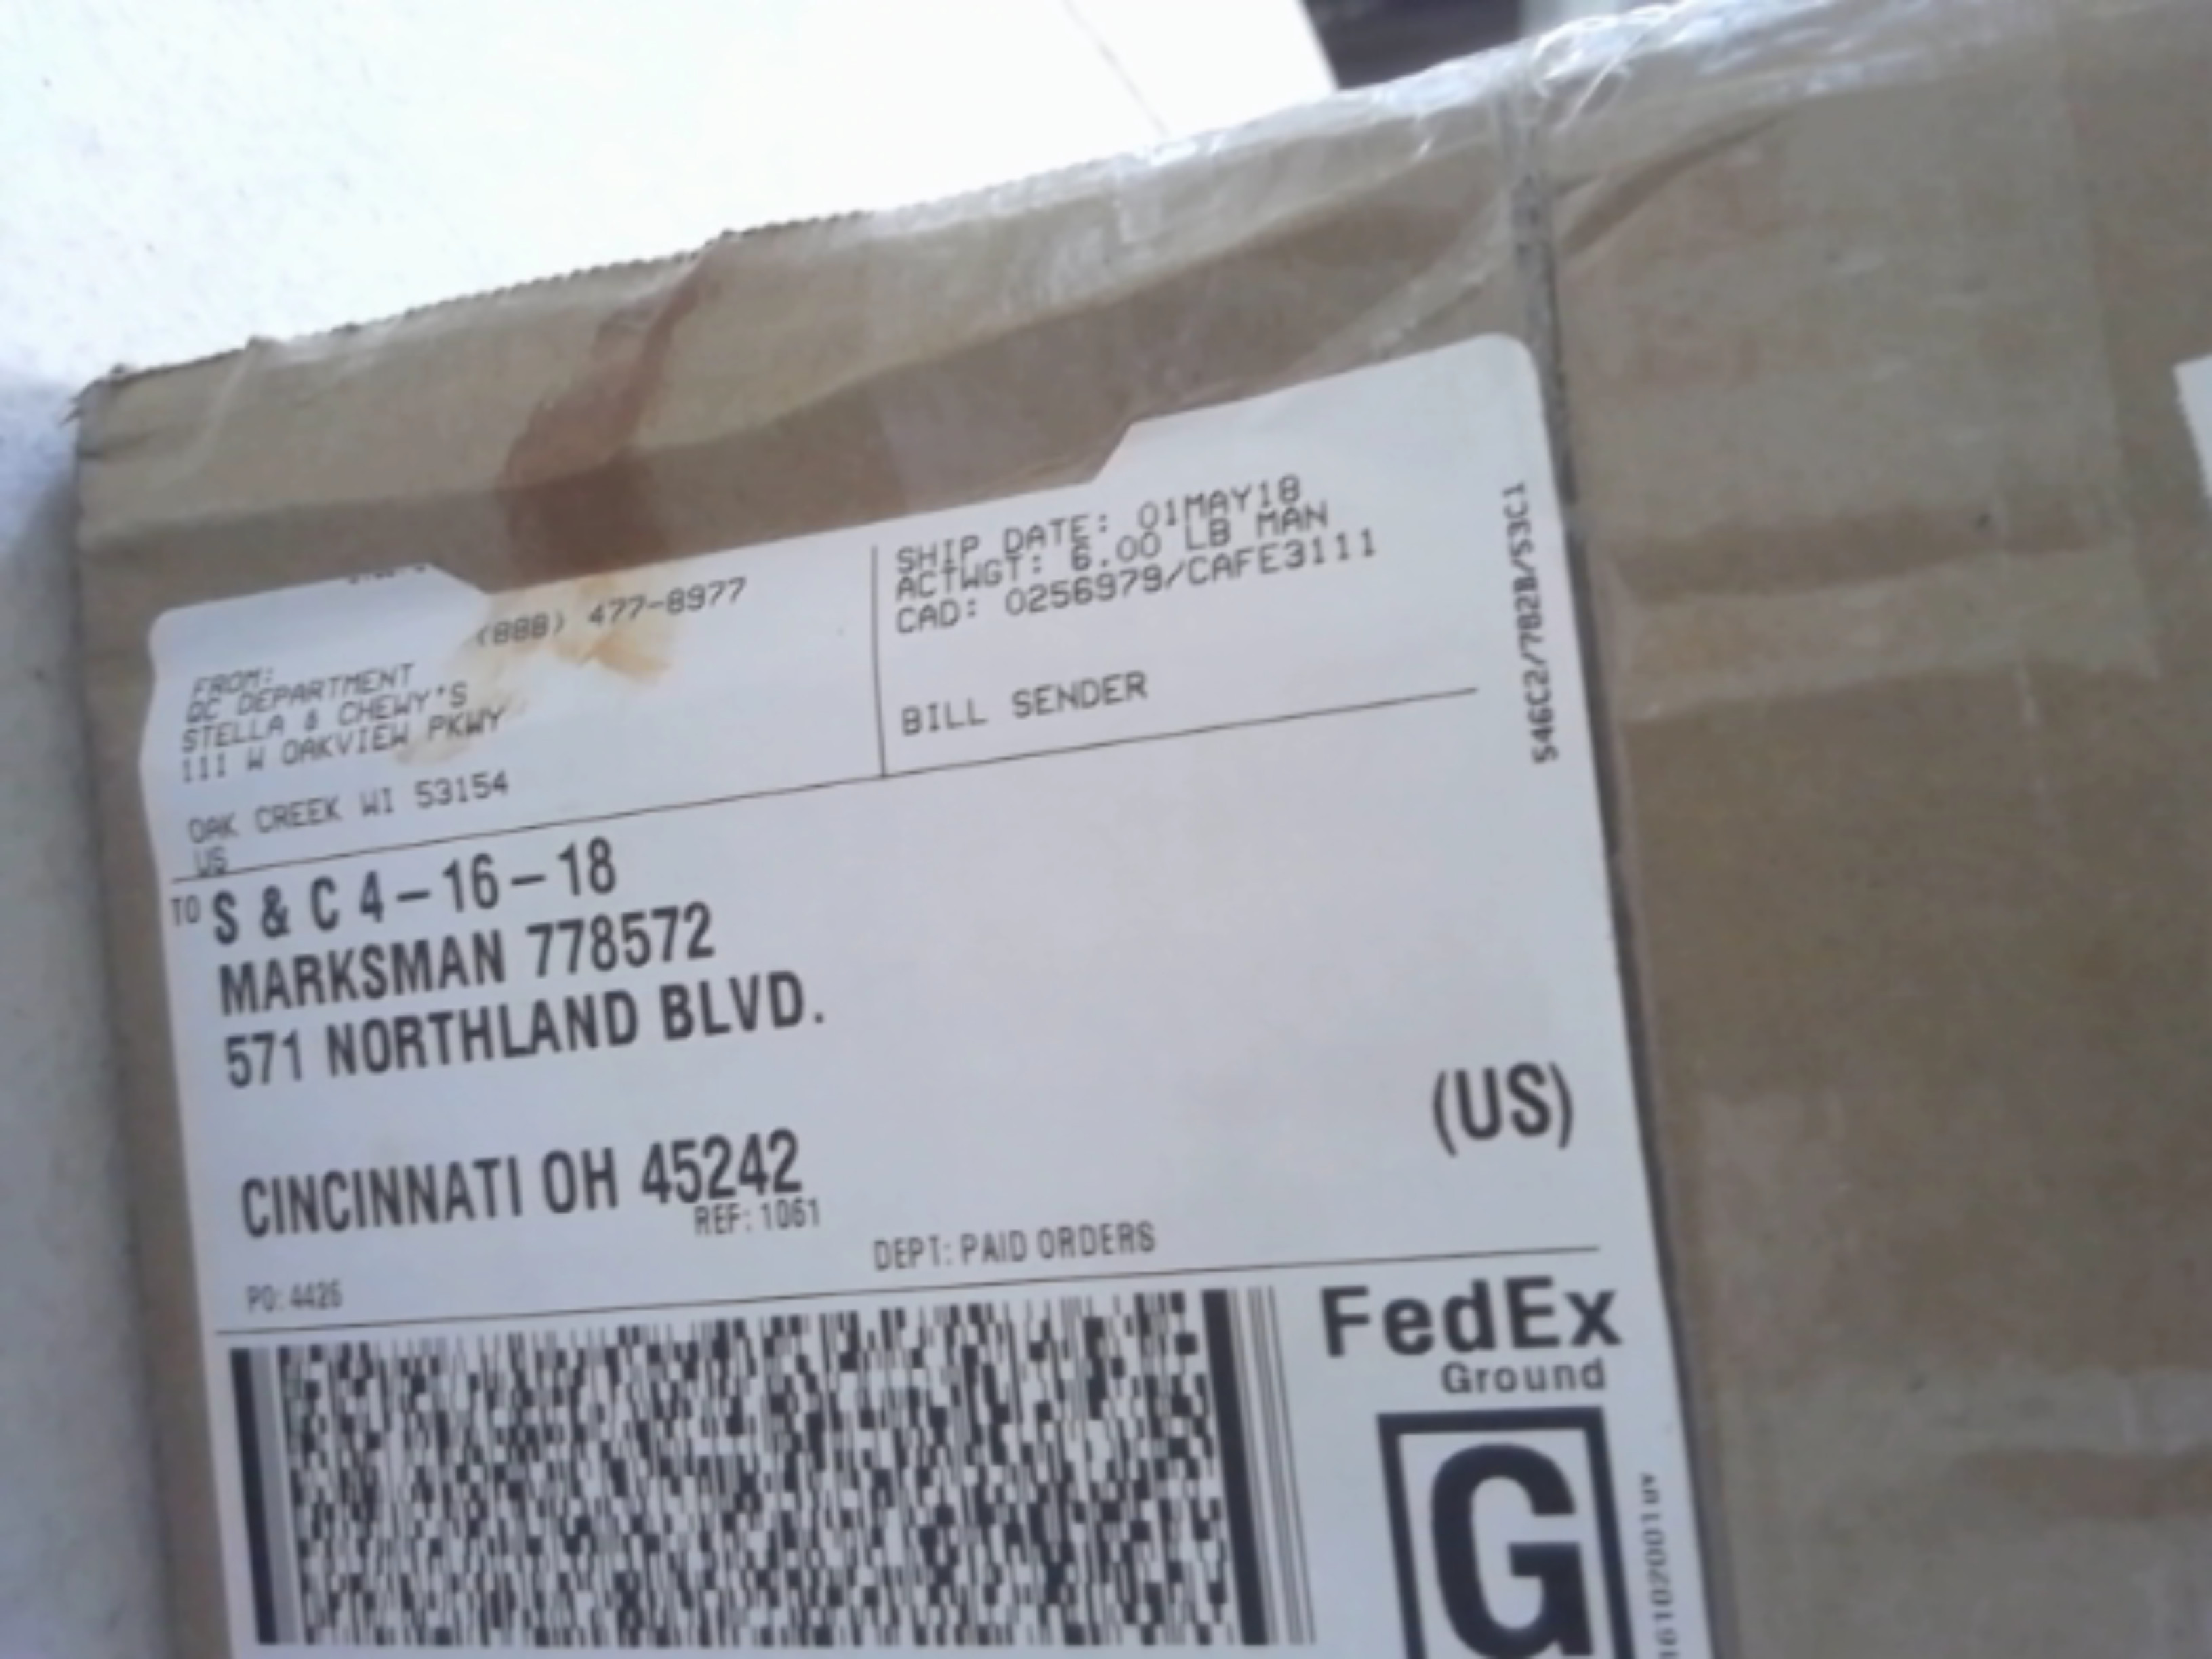 (888) 477-8977
FROM:
QC DEPARTMENT
STELLA & CHEWY'S
111 W OAKVIEW PKWY
OAK CREEK WI 53154
US
SHIP DATE: 01MAY18
ACTWGT: 6.00 LB MAN
CAD: 0256979/CAFE3111
BILL SENDER
546C2/782B/53C1
TO S & C 4-16-18
MARKSMAN 778572
571 NORTHLAND BLVD.
CINCINNATI OH 45242
(US)
REF: 1061
DEPT: PAID ORDERS
PO: 4426
FedEx
Ground
G